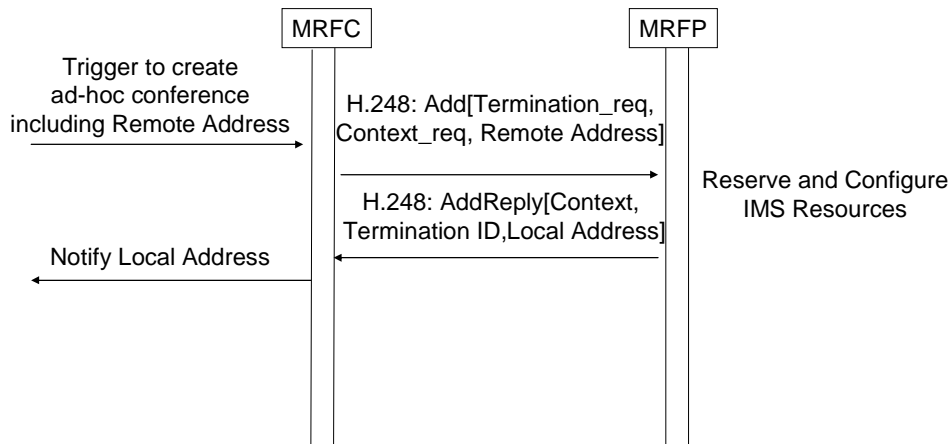 MRFC
MRFP
Trigger to create
ad-hoc conference
including Remote Address
H.248: Add[Termination_req,
Context_req, Remote Address]
Reserve and Configure
IMS Resources
H.248: AddReply[Context,
Termination ID,Local Address]
Notify Local Address